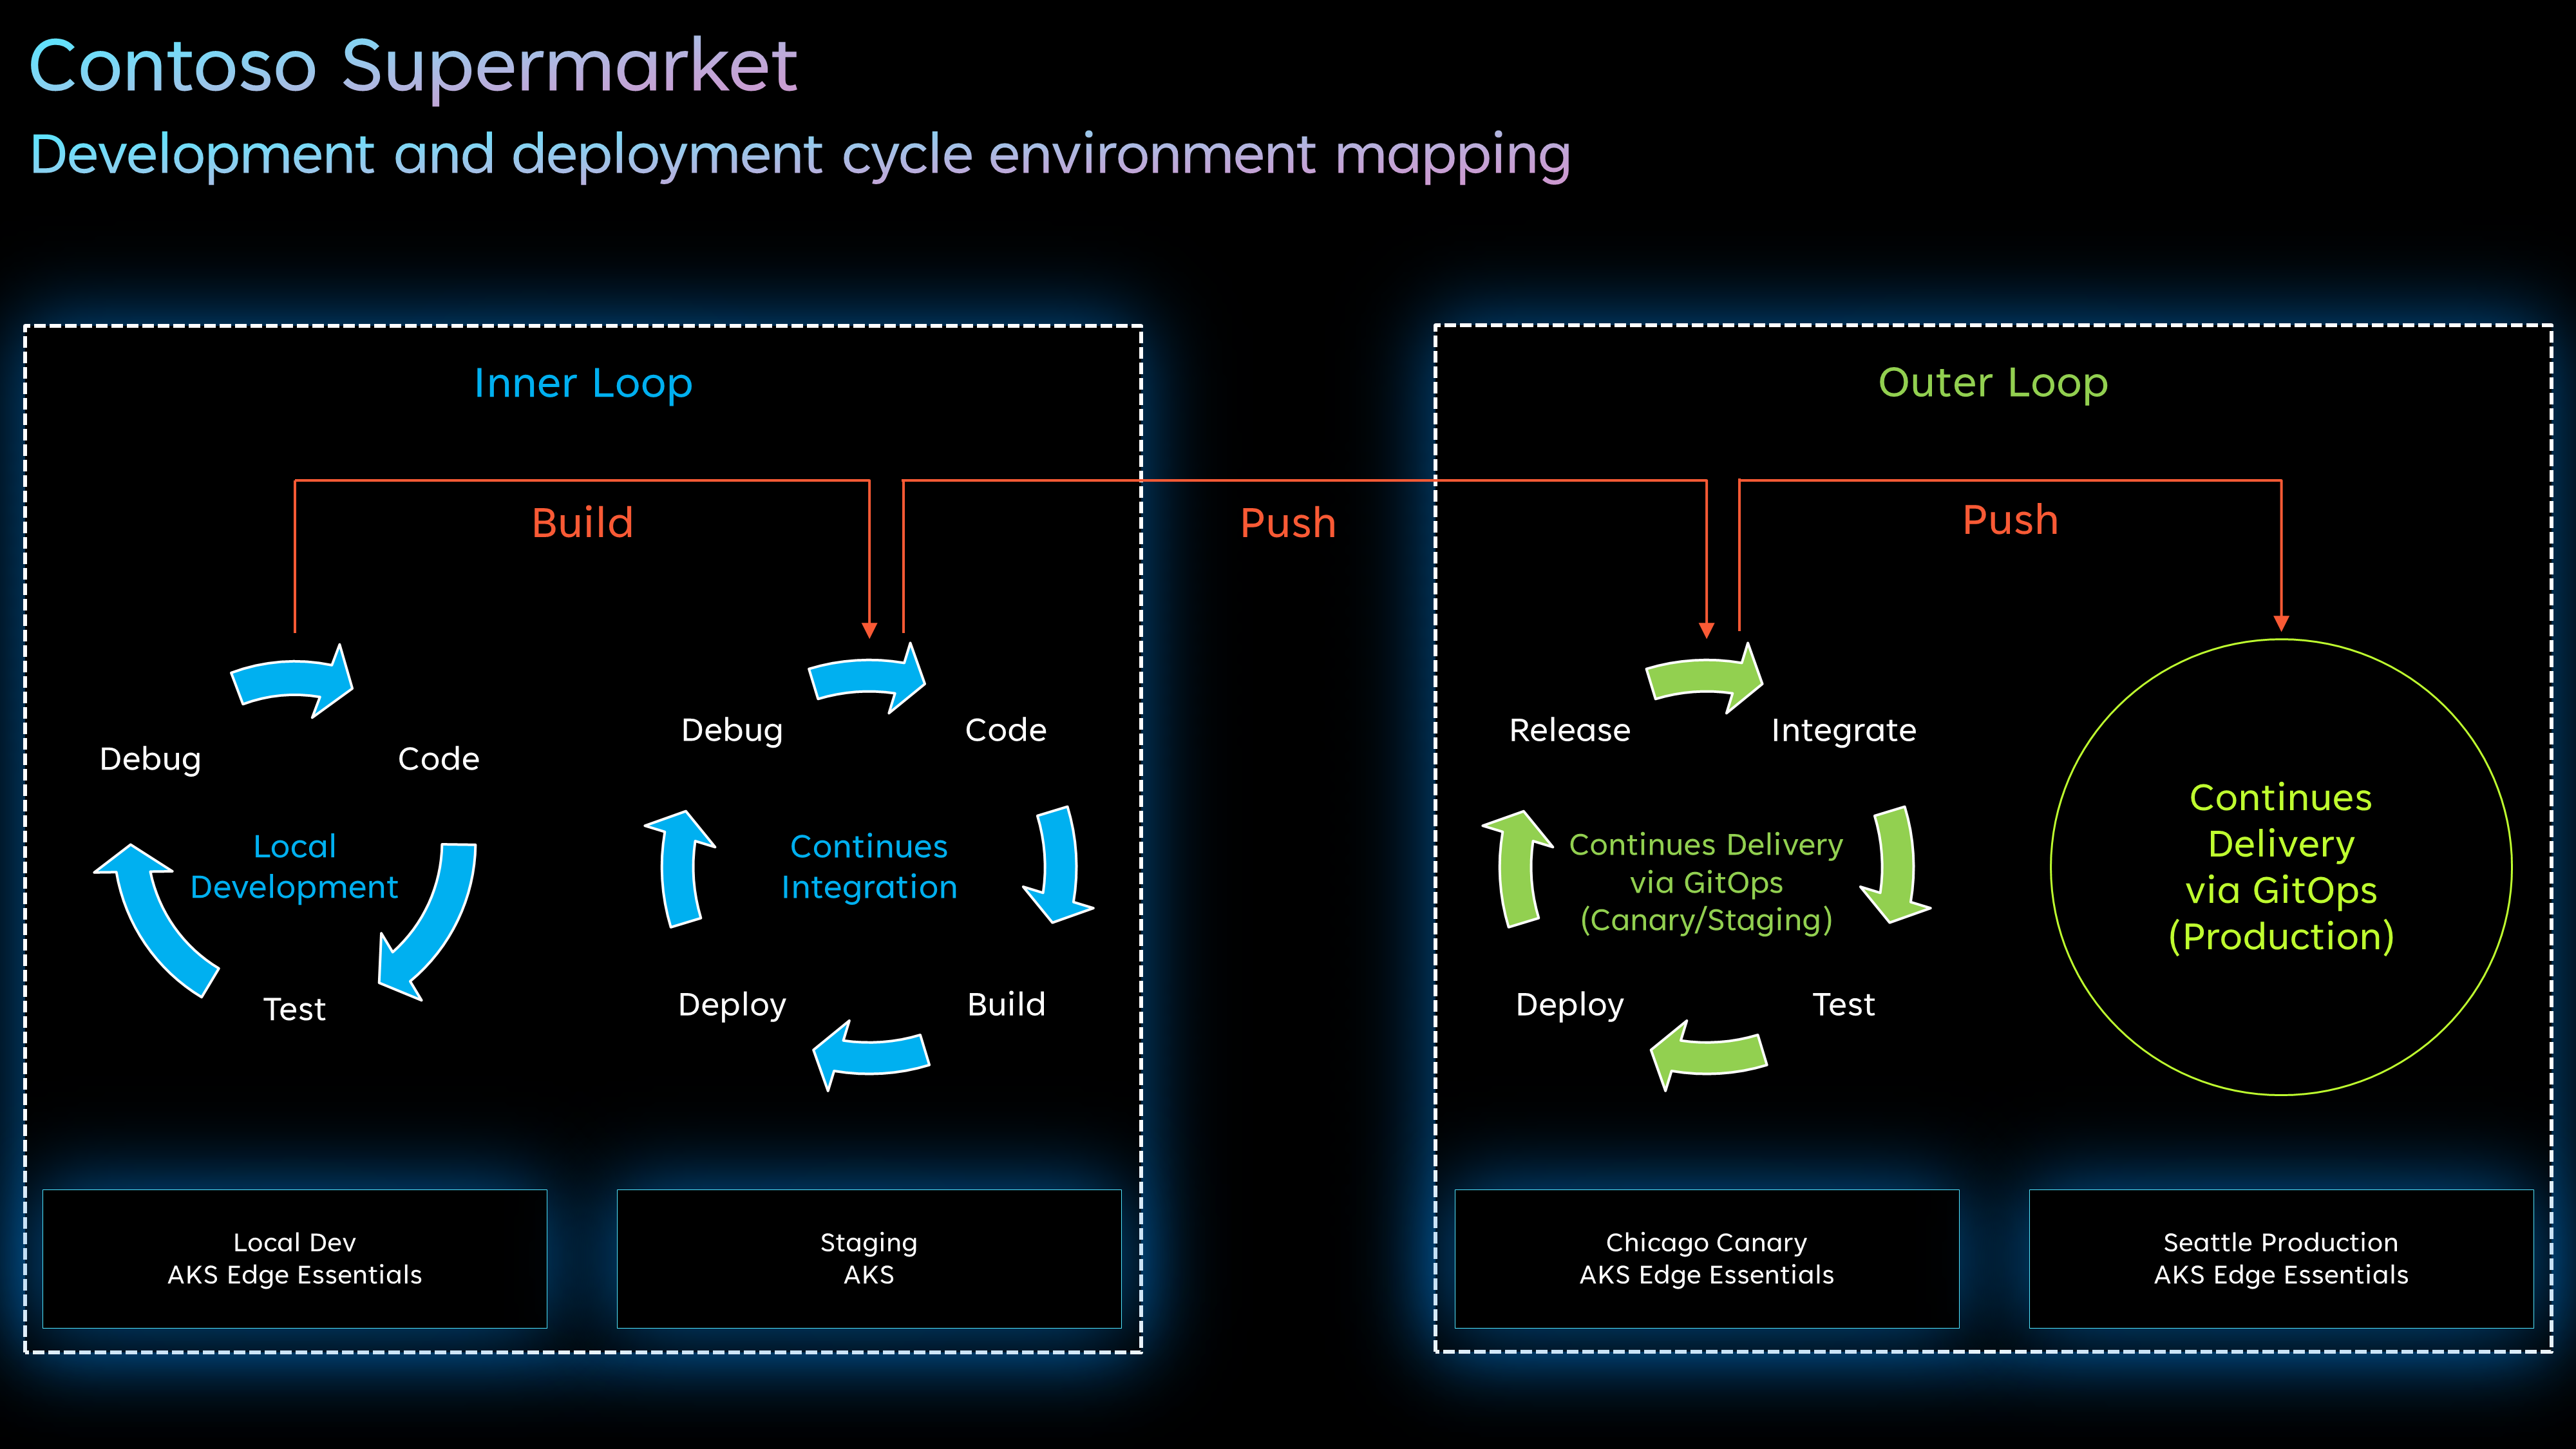 Contoso Supermarket
Development and deployment cycle environment mapping
Inner Loop
Build
Debug
Code
Local
Development
Test
Debug
Code
Continues
Integration
Deploy
Build
Local Dev
AKS Edge Essentials
Staging
AKS
Push
Outer Loop
Push
Release
Integrate
Continues Delivery
via GitOps
(Canary/Staging)
Deploy
Test
Continues
Delivery
via GitOps
(Production)
Chicago Canary
AKS Edge Essentials
Seattle Production
AKS Edge Essentials